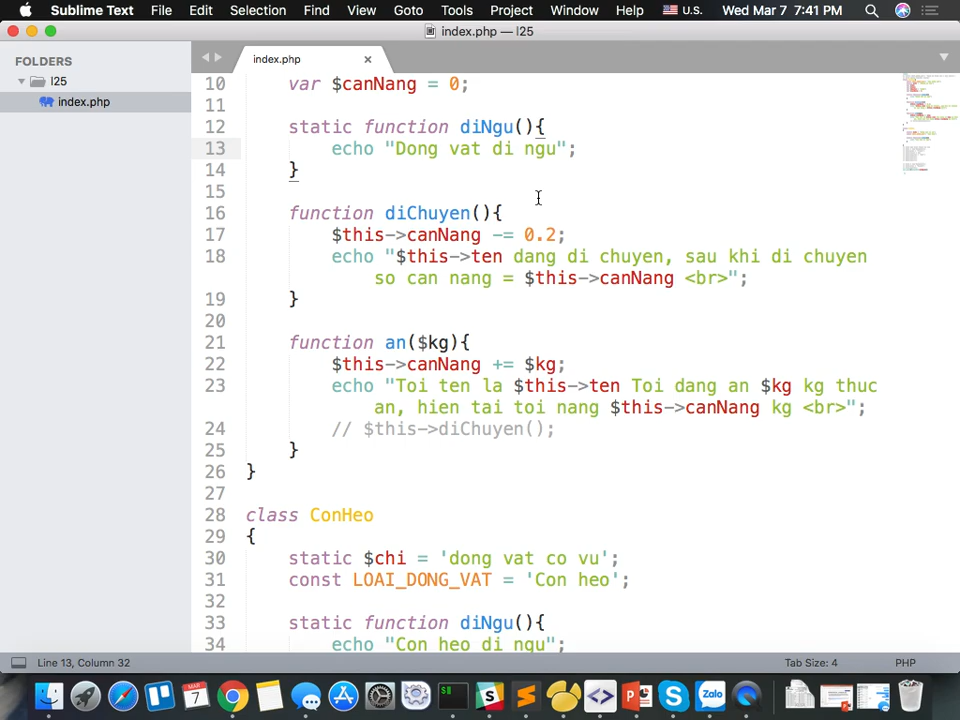 Sublime Text File Edit Selection Find View Goto Tools Project Window Help U.S. Wed Mar 7 7:41 PM
index.php — l25
FOLDERS
l25
index.php
index.php
10 var $canNang = 0;
11
12 static function diNgu(){
13 echo "Dong vat di ngu";
14 }
15
16 function diChuyen(){
17 $this->canNang -= 0.2;
18 echo "$this->ten dang di chuyen, sau khi di chuyen
so can nang = $this->canNang <br>";
19 }
20
21 function an($kg){
22 $this->canNang += $kg;
23 echo "Toi ten la $this->ten Toi dang an $kg kg thuc
an, hien tai toi nang $this->canNang kg <br>";
24 // $this->diChuyen();
25 }
26 }
27
28 class ConHeo
29 {
30 static $chi = 'dong vat co vu';
31 const LOAI_DONG_VAT = 'Con heo';
32
33 static function diNgu(){
34 echo "Con heo di ngu";
Line 13, Column 32 Tab Size: 4 PHP
MAR
7
Zalo